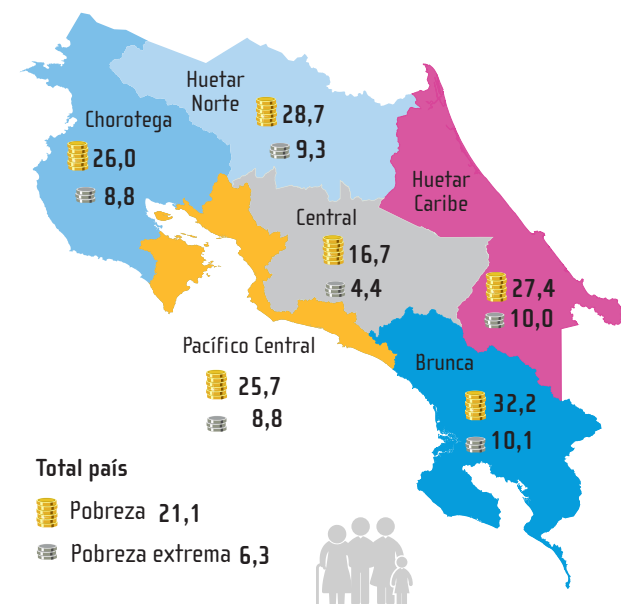 Huetar
Norte
28,7
9,3
Chorotega
26,0
8,8
Huetar
Caribe
27,4
10,0
Central
16,7
4,4
Pacífico Central
25,7
8,8
Brunca
32,2
10,1
Total país
Pobreza 21,1
Pobreza extrema 6,3